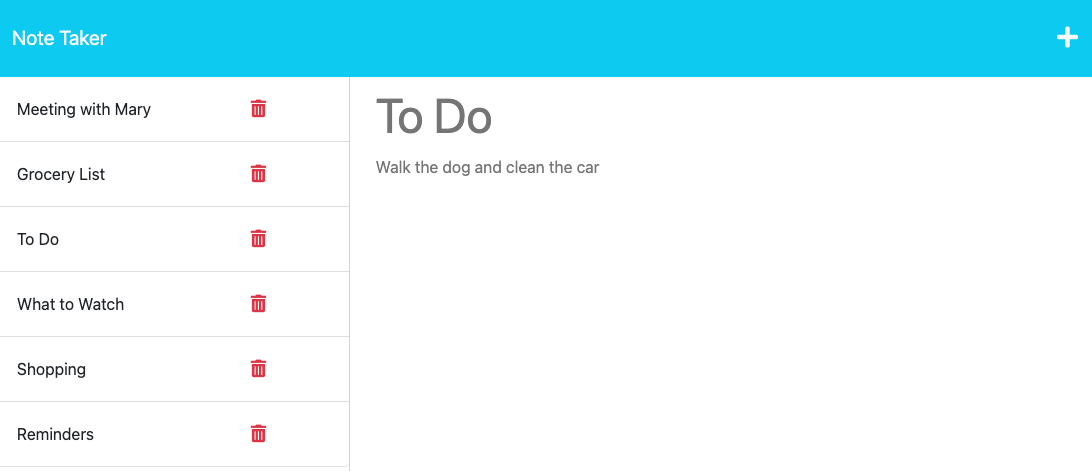 Note Taker
Meeting with Mary
Grocery List
To Do
What to Watch
Shopping
Reminders
To Do
Walk the dog and clean the car